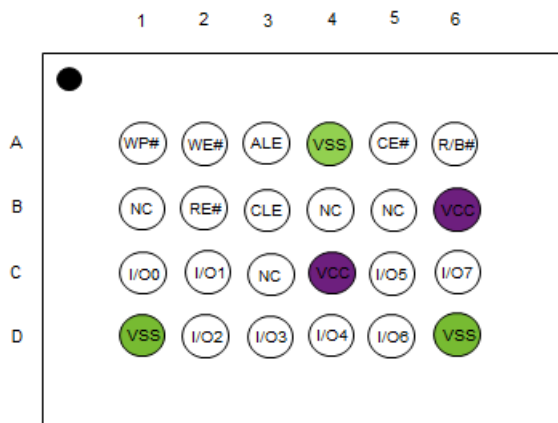 1 2 3 4 5 6
A WP# WE# ALE VSS CE# R/B#
B NC RE# CLE NC NC VCC
C I/O0 I/O1 NC VCC I/O5 I/O7
D VSS I/O2 I/O3 I/O4 I/O6 VSS